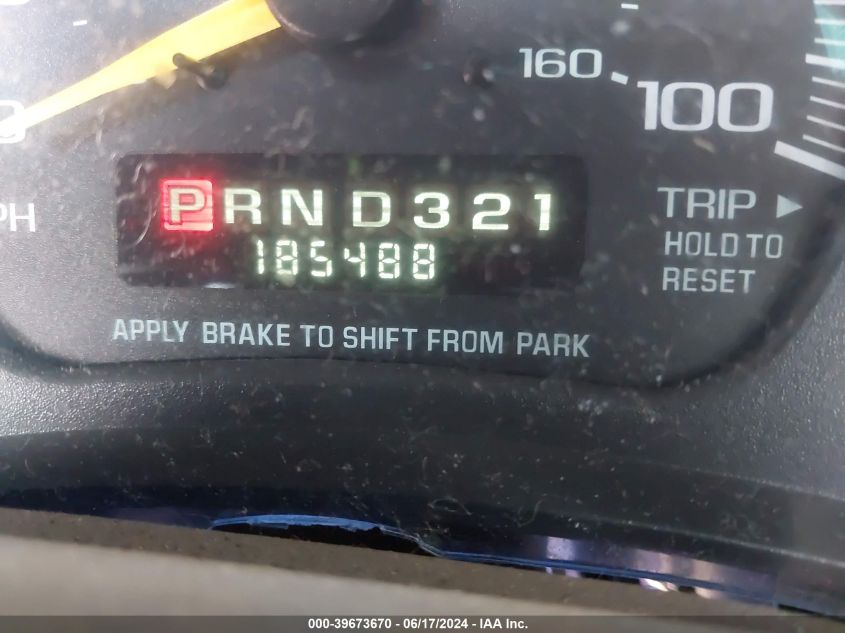 160
100
PRND321
185488
TRIP ▶
HOLD TO
RESET
APPLY BRAKE TO SHIFT FROM PARK
000-39673670 - 06/17/2024 - IAA Inc.